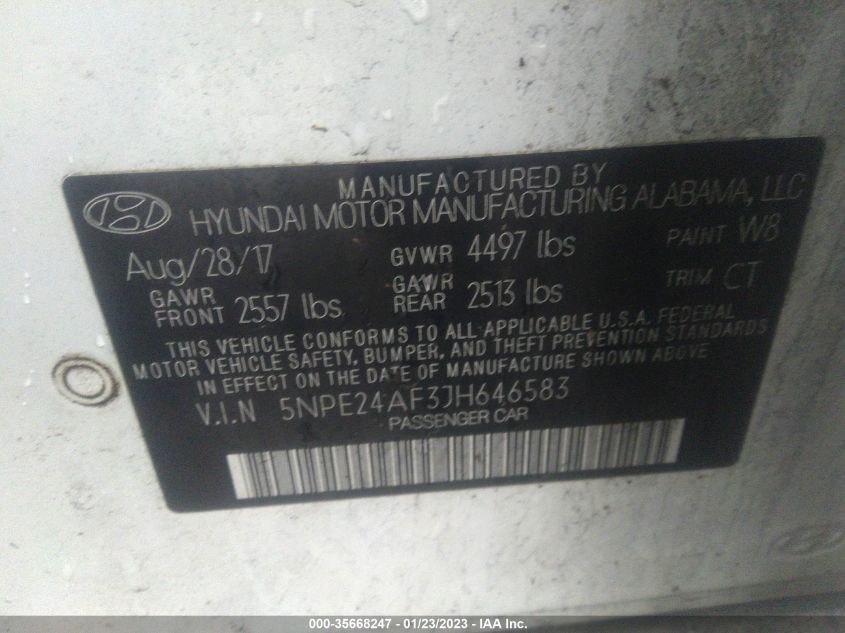 MANUFACTURED BY
HYUNDAI MOTOR MANUFACTURING ALABAMA, LLC
Aug/28/17 GVWR 4497 lbs PAINT W8
GAWR FRONT 2557 lbs GAWR REAR 2513 lbs TRIM CT
THIS VEHICLE CONFORMS TO ALL APPLICABLE U.S.A. FEDERAL
MOTOR VEHICLE SAFETY, BUMPER, AND THEFT PREVENTION STANDARDS
IN EFFECT ON THE DATE OF MANUFACTURE SHOWN ABOVE
V.I.N 5NPE24AF3JH646583
PASSENGER CAR
000-35668247 - 01/23/2023 - IAA Inc.